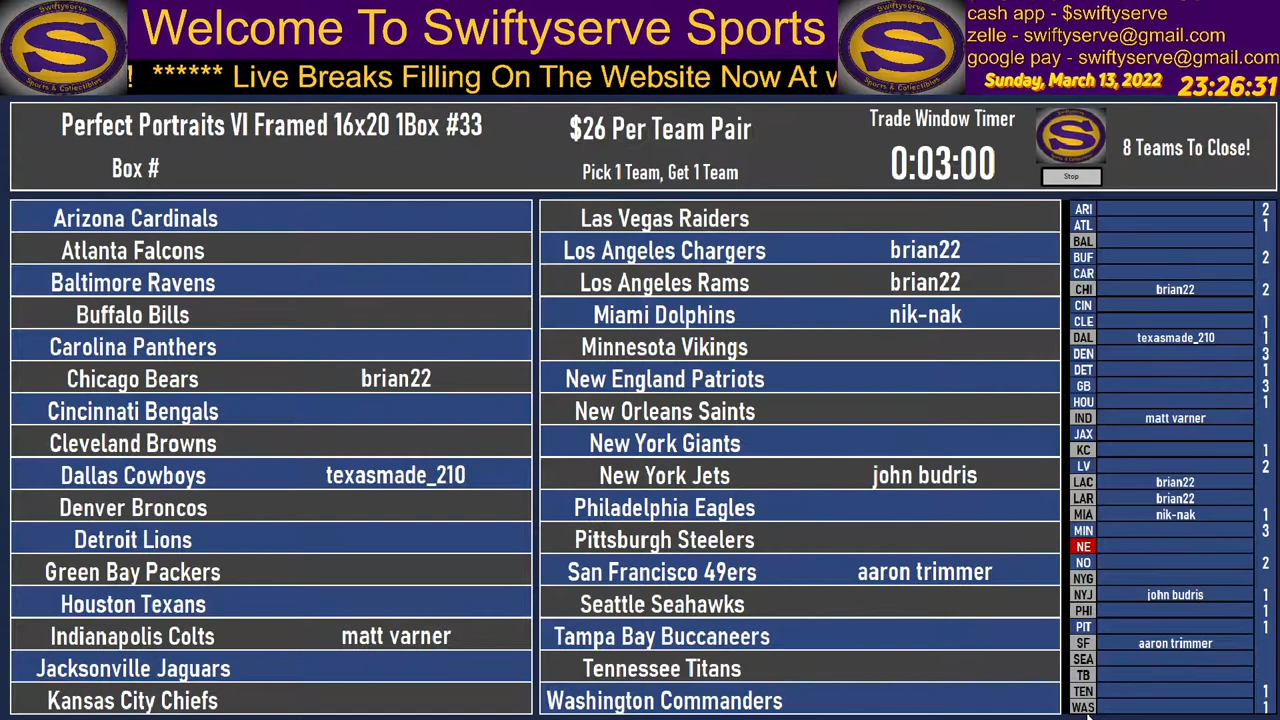 Welcome To Swiftyserve Sports
! ****** Live Breaks Filling On The Website Now At w
cash app - $swiftyserve
zelle - swiftyserve@gmail.com
google pay - swiftyserve@gmail.com
Sunday, March 13, 2022 23:26:31
S
Sports & Collectibles
S
Sports & Collectibles
Perfect Portraits VI Framed 16x20 1Box #33
Box #
$26 Per Team Pair
Pick 1 Team, Get 1 Team
Trade Window Timer
0:03:00
S
Stop
8 Teams To Close!
Arizona Cardinals
Atlanta Falcons
Baltimore Ravens
Buffalo Bills
Carolina Panthers
Chicago Bears brian22
Cincinnati Bengals
Cleveland Browns
Dallas Cowboys texasmade_210
Denver Broncos
Detroit Lions
Green Bay Packers
Houston Texans
Indianapolis Colts matt varner
Jacksonville Jaguars
Kansas City Chiefs
Las Vegas Raiders
Los Angeles Chargers brian22
Los Angeles Rams brian22
Miami Dolphins nik-nak
Minnesota Vikings
New England Patriots
New Orleans Saints
New York Giants
New York Jets john budris
Philadelphia Eagles
Pittsburgh Steelers
San Francisco 49ers aaron trimmer
Seattle Seahawks
Tampa Bay Buccaneers
Tennessee Titans
Washington Commanders
ARI 2
ATL 1
BAL
BUF 2
CAR
CHI brian22 2
CIN
CLE 1
DAL texasmade_210 1
DEN 3
DET 1
GB 3
HOU 1
IND matt varner
JAX
KC 1
LV 2
LAC brian22
LAR brian22
MIA nik-nak 1
MIN 3
NE
NO 2
NYG
NYJ john budris 1
PHI 1
PIT 1
SF aaron trimmer
SEA
TB
TEN 1
WAS 1